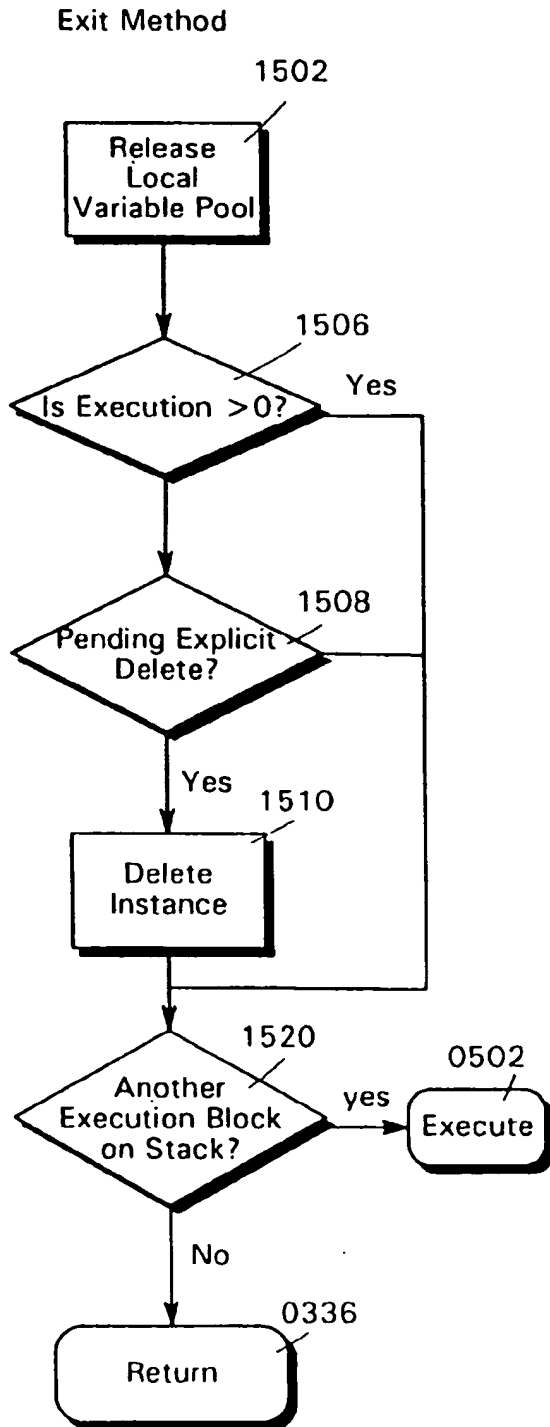 Exit Method
1502
Release
Local
Variable Pool
1506
Is Execution >0?
Yes
1508
Pending Explicit
Delete?
Yes
1510
Delete
Instance
1520
Another
Execution Block
on Stack?
yes
0502
Execute
No
0336
Return